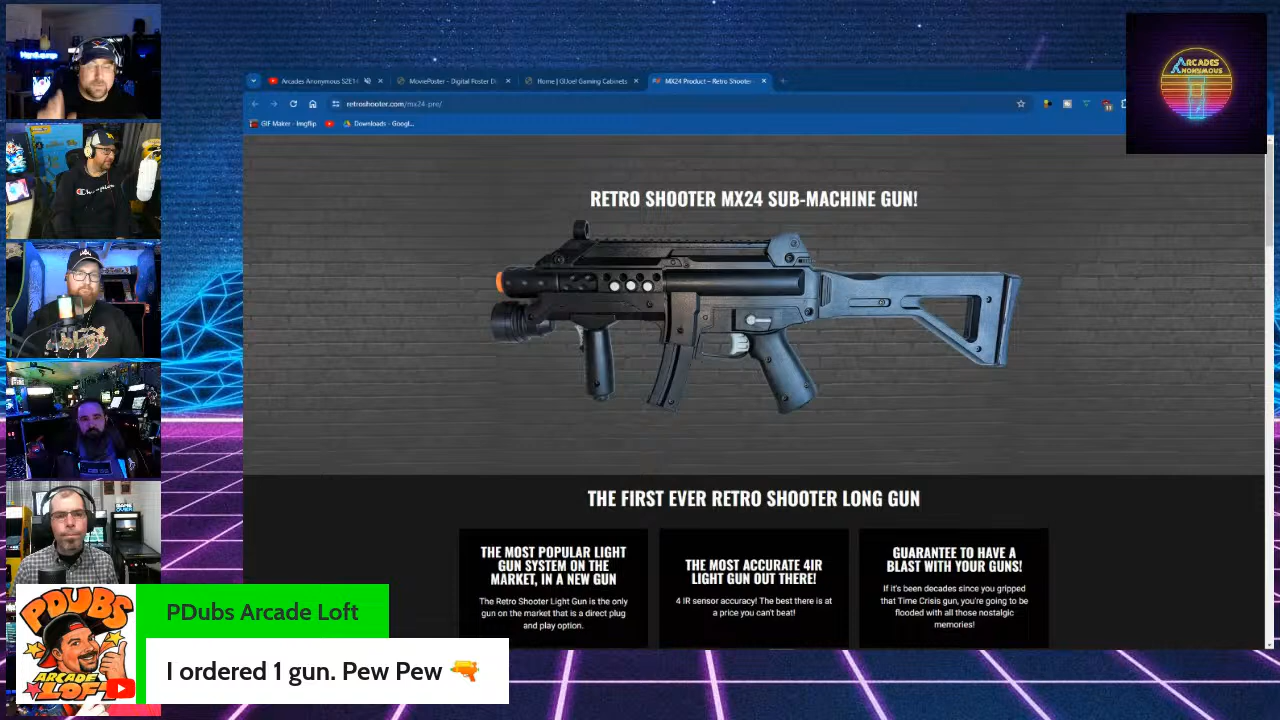 Arcades Anonymous S2E1
MoviePoster - Digital Poster Di
Home | GIJoel Gaming Cabinets
MX24 Product – Retro Shooter
retroshooter.com/mx24-pre/
GIF Maker - Imgflip
Downloads - Googl...
ARCADES
ANONYMOUS
RETRO SHOOTER MX24 SUB-MACHINE GUN!
THE FIRST EVER RETRO SHOOTER LONG GUN
THE MOST POPULAR LIGHT
GUN SYSTEM ON THE
MARKET, IN A NEW GUN
The Retro Shooter Light Gun is the only
gun on the market that is a direct plug
and play option.
THE MOST ACCURATE 4IR
LIGHT GUN OUT THERE!
4 IR sensor accuracy! The best there is at
a price you can't beat!
GUARANTEE TO HAVE A
BLAST WITH YOUR GUNS!
If it's been decades since you gripped
that Time Crisis gun, you're going to be
flooded with all those nostalgic
memories!
Champion
GAME
OVER
PDUBS
ARCADE
LOFT
PDubs Arcade Loft
I ordered 1 gun. Pew Pew 🔫